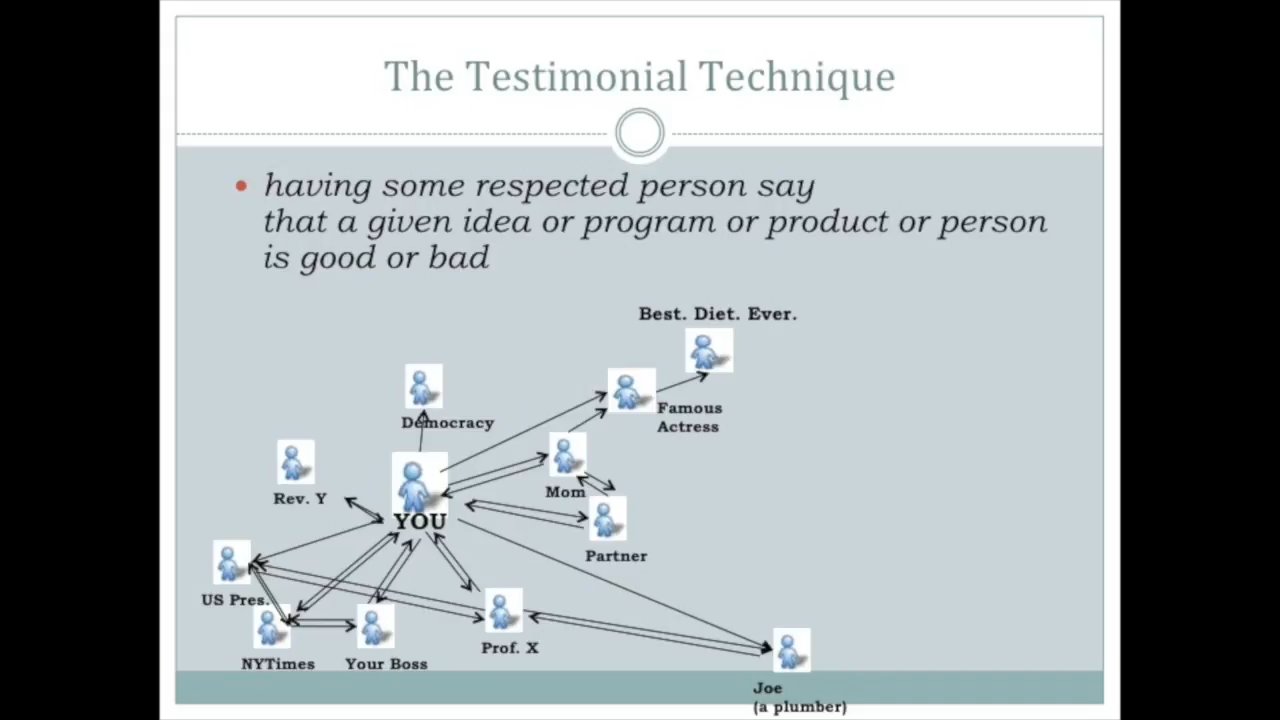 The Testimonial Technique
having some respected person say
that a given idea or program or product or person
is good or bad
Best. Diet. Ever.
Famous
Actress
Democracy
Mom
Rev. Y
YOU
Partner
US Pres.
Prof. X
NYTimes
Your Boss
Joe
(a plumber)